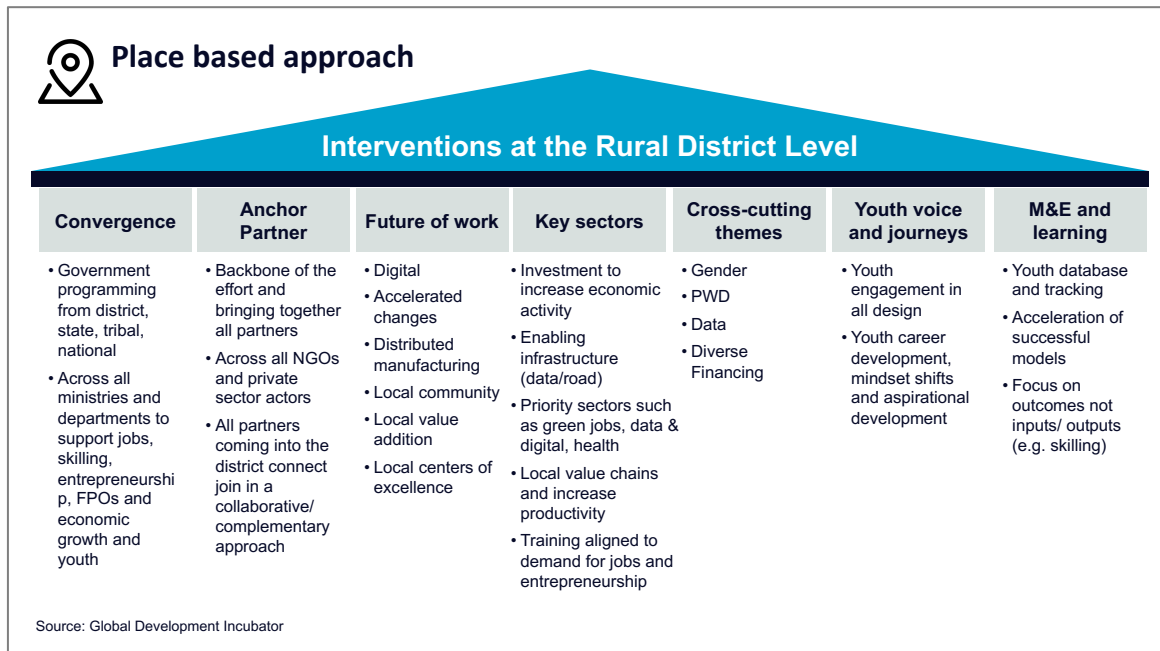 Place based approach
Interventions at the Rural District Level
Convergence
• Government
programming
from district,
state, tribal,
national
• Across all
ministries and
departments to
support jobs,
skilling,
entrepreneurshi
p, FPOs and
economic
growth and
youth
Anchor
Partner
• Backbone of the
effort and
bringing together
all partners
• Across all NGOs
and private
sector actors
• All partners
coming into the
district connect
join in a
collaborative/
complementary
approach
Future of work
• Digital
• Accelerated
changes
• Distributed
manufacturing
• Local community
• Local value
addition
• Local centers of
excellence
Key sectors
• Investment to
increase economic
activity
• Enabling
infrastructure
(data/road)
• Priority sectors such
as green jobs, data &
digital, health
• Local value chains
and increase
productivity
• Training aligned to
demand for jobs and
entrepreneurship
Cross-cutting
themes
• Gender
• PWD
• Data
• Diverse
Financing
Youth voice
and journeys
• Youth
engagement in
all design
• Youth career
development,
mindset shifts
and aspirational
development
M&E and
learning
• Youth database
and tracking
• Acceleration of
successful
models
• Focus on
outcomes not
inputs/ outputs
(e.g. skilling)
Source: Global Development Incubator